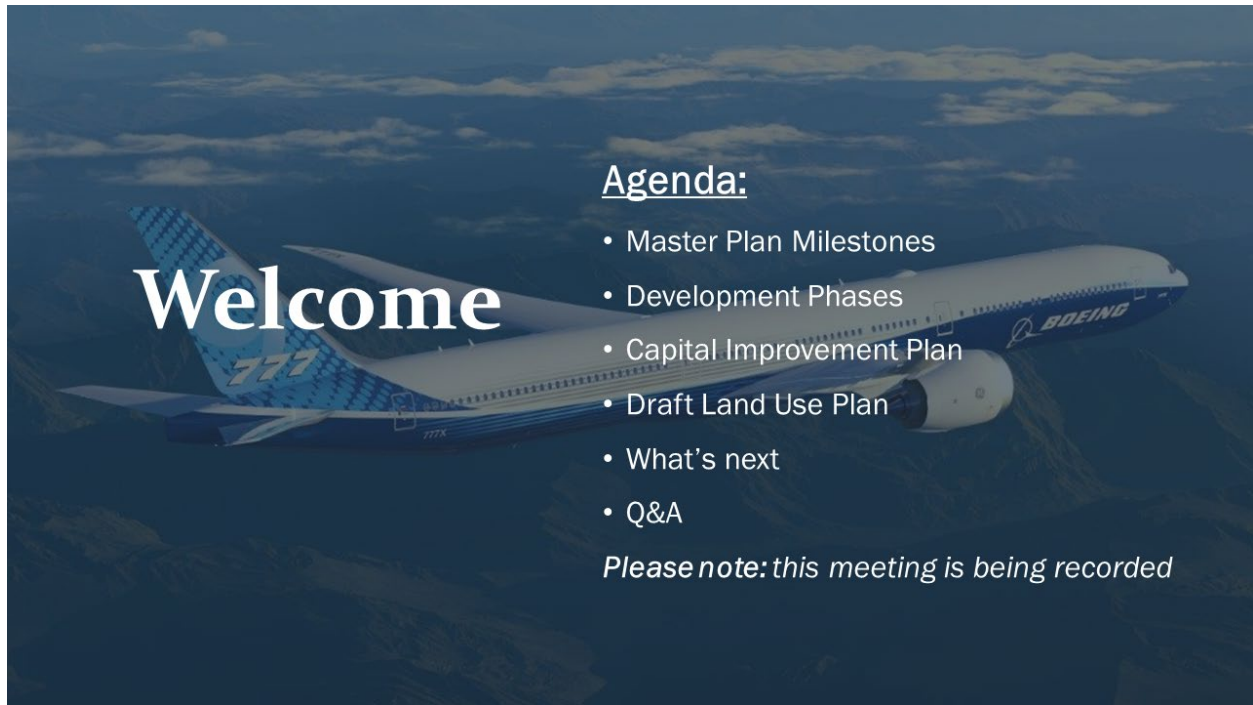 Welcome
Agenda:
• Master Plan Milestones
• Development Phases
• Capital Improvement Plan
• Draft Land Use Plan
• What’s next
• Q&A
Please note: this meeting is being recorded
777
BOEING
777X